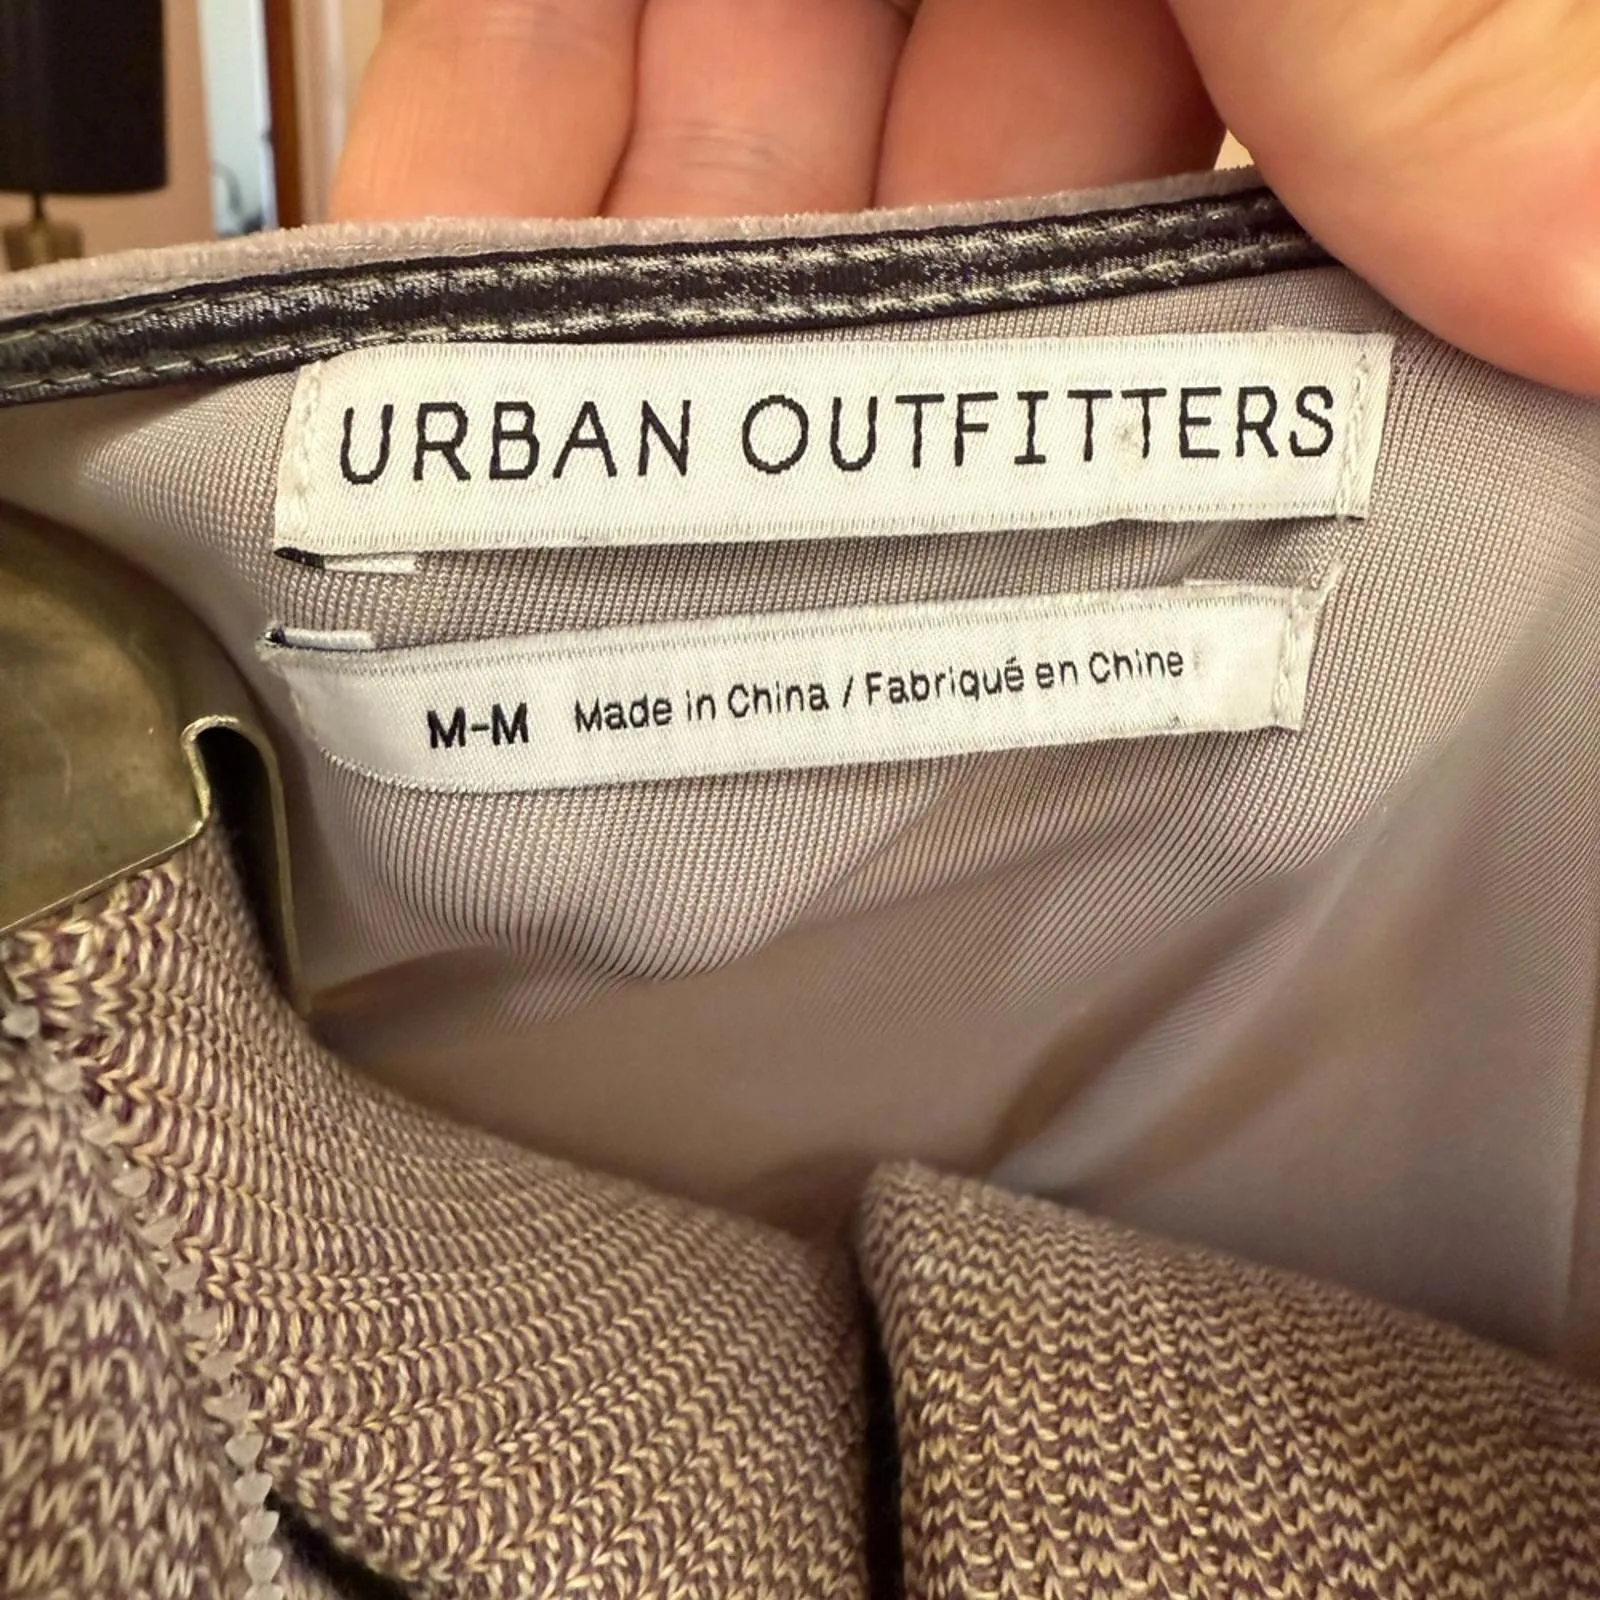 URBAN OUTFITTERS
M-M Made in China / Fabriqué en Chine